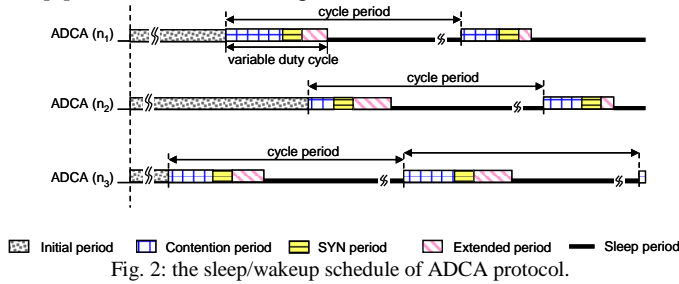 cycle period
ADCA (n1)
variable duty cycle
cycle period
ADCA (n2)
cycle period
ADCA (n3)
Initial period Contention period SYN period Extended period Sleep period
Fig. 2: the sleep/wakeup schedule of ADCA protocol.